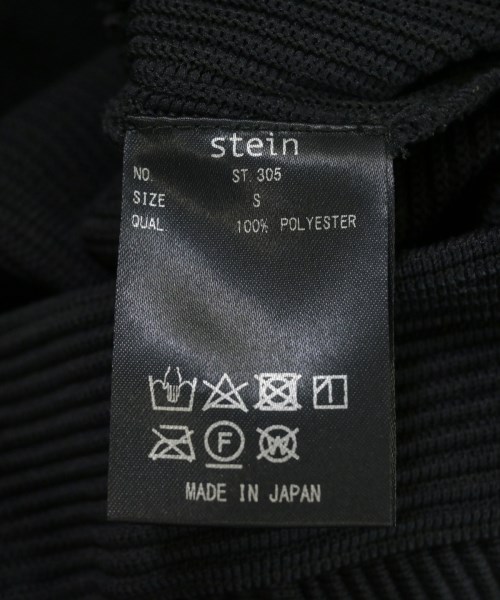 stein
NO. ST.305
SIZE S
QUAL 100% POLYESTER
F W
MADE IN JAPAN